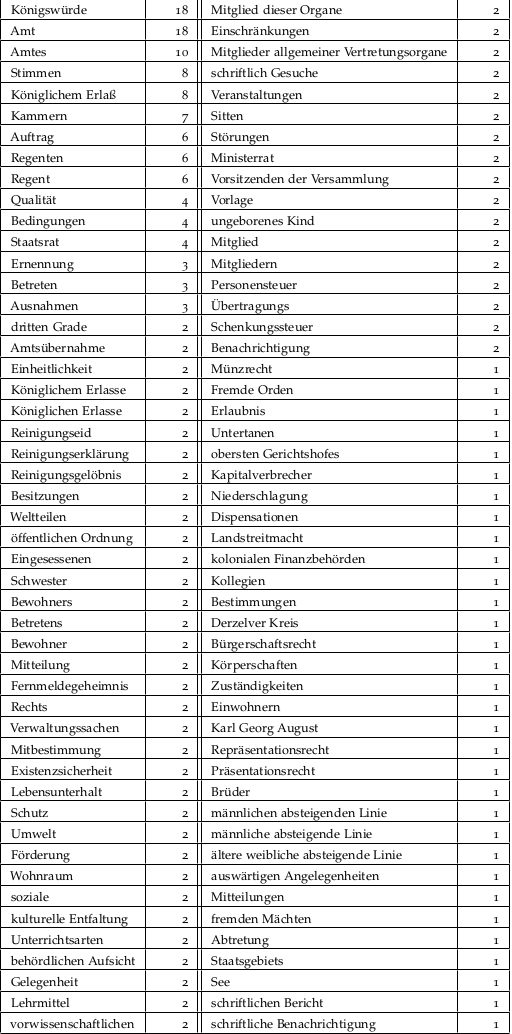 Königswürde 18 Mitglied dieser Organe 2
Amt 18 Einschränkungen 2
Amtes 10 Mitglieder allgemeiner Vertretungsorgane 2
Stimmen 8 schriftlich Gesuche 2
Königlichem Erlaß 8 Veranstaltungen 2
Kammern 7 Sitten 2
Auftrag 6 Störungen 2
Regenten 6 Ministerrat 2
Regent 6 Vorsitzenden der Versammlung 2
Qualität 4 Vorlage 2
Bedingungen 4 ungeborenes Kind 2
Staatsrat 4 Mitglied 2
Ernennung 3 Mitgliedern 2
Betreten 3 Personensteuer 2
Ausnahmen 3 Übertragungs 2
dritten Grade 2 Schenkungssteuer 2
Amtsübernahme 2 Benachrichtigung 2
Einheitlichkeit 2 Münzrecht 1
Königlichem Erlasse 2 Fremde Orden 1
Königlichen Erlasse 2 Erlaubnis 1
Reinigungseid 2 Untertanen 1
Reinigungserklärung 2 obersten Gerichtshofes 1
Reinigungsgelöbnis 2 Kapitalverbrecher 1
Besitzungen 2 Niederschlagung 1
Weltteilen 2 Dispensationen 1
öffentlichen Ordnung 2 Landstreitmacht 1
Eingesessenen 2 kolonialen Finanzbehörden 1
Schwester 2 Kollegien 1
Bewohners 2 Bestimmungen 1
Betretens 2 Derzelver Kreis 1
Bewohner 2 Bürgerschaftsrecht 1
Mitteilung 2 Körperschaften 1
Fernmeldegeheimnis 2 Zuständigkeiten 1
Rechts 2 Einwohnern 1
Verwaltungssachen 2 Karl Georg August 1
Mitbestimmung 2 Repräsentationsrecht 1
Existenzsicherheit 2 Präsentationsrecht 1
Lebensunterhalt 2 Brüder 1
Schutz 2 männlichen absteigenden Linie 1
Umwelt 2 männliche absteigende Linie 1
Förderung 2 ältere weibliche absteigende Linie 1
Wohnraum 2 auswärtigen Angelegenheiten 1
soziale 2 Mitteilungen 1
kulturelle Entfaltung 2 fremden Mächten 1
Unterrichtsarten 2 Abtretung 1
behördlichen Aufsicht 2 Staatsgebiets 1
Gelegenheit 2 See 1
Lehrmittel 2 schriftlichen Bericht 1
vorwissenschaftlichen 2 schriftliche Benachrichtigung 1